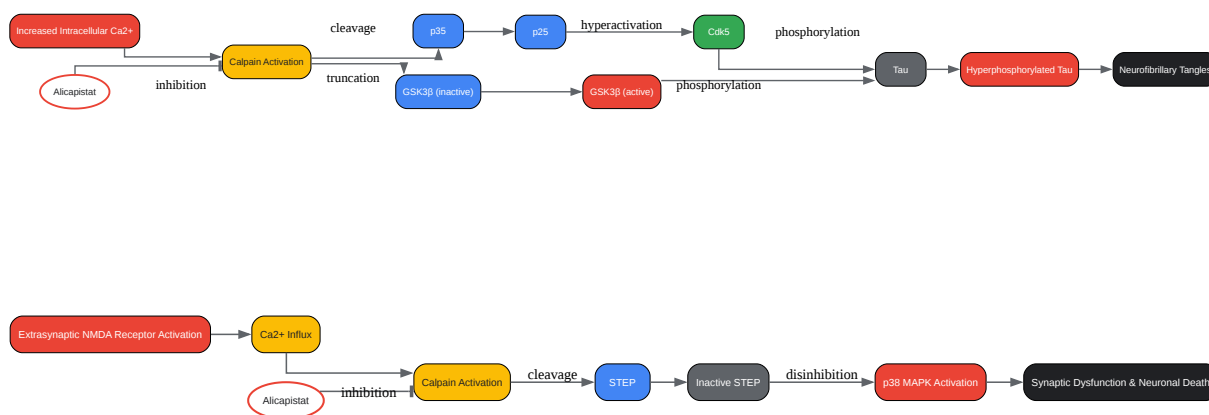 Increased Intracellular Ca2+
cleavage
p35
p25
hyperactivation
Cdk5
phosphorylation
Calpain Activation
Tau
Hyperphosphorylated Tau
Neurofibrillary Tangles
Alicapistat
inhibition
truncation
GSK3β (inactive)
GSK3β (active)
phosphorylation
Extrasynaptic NMDA Receptor Activation
Ca2+ Influx
Alicapistat
inhibition
Calpain Activation
cleavage
STEP
Inactive STEP
disinhibition
p38 MAPK Activation
Synaptic Dysfunction & Neuronal Death